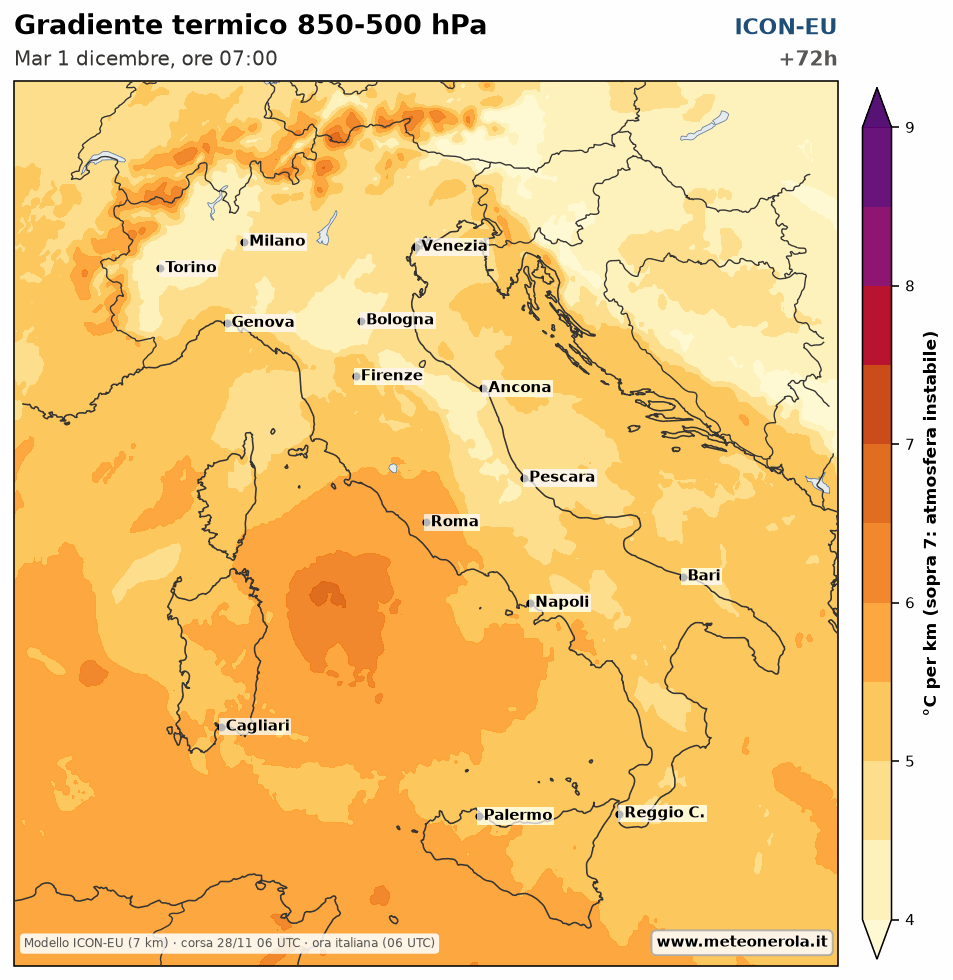 Gradiente termico 850-500 hPa
ICON-EU
Mar 1 dicembre, ore 07:00
+72h
Milano
Venezia
Torino
Genova
Bologna
Firenze
Ancona
Pescara
Roma
Bari
Napoli
Cagliari
Palermo
Reggio C.
9
8
7
6
5
4
°C per km (sopra 7: atmosfera instabile)
Modello ICON-EU (7 km) · corsa 28/11 06 UTC · ora italiana (06 UTC)
www.meteonerola.it